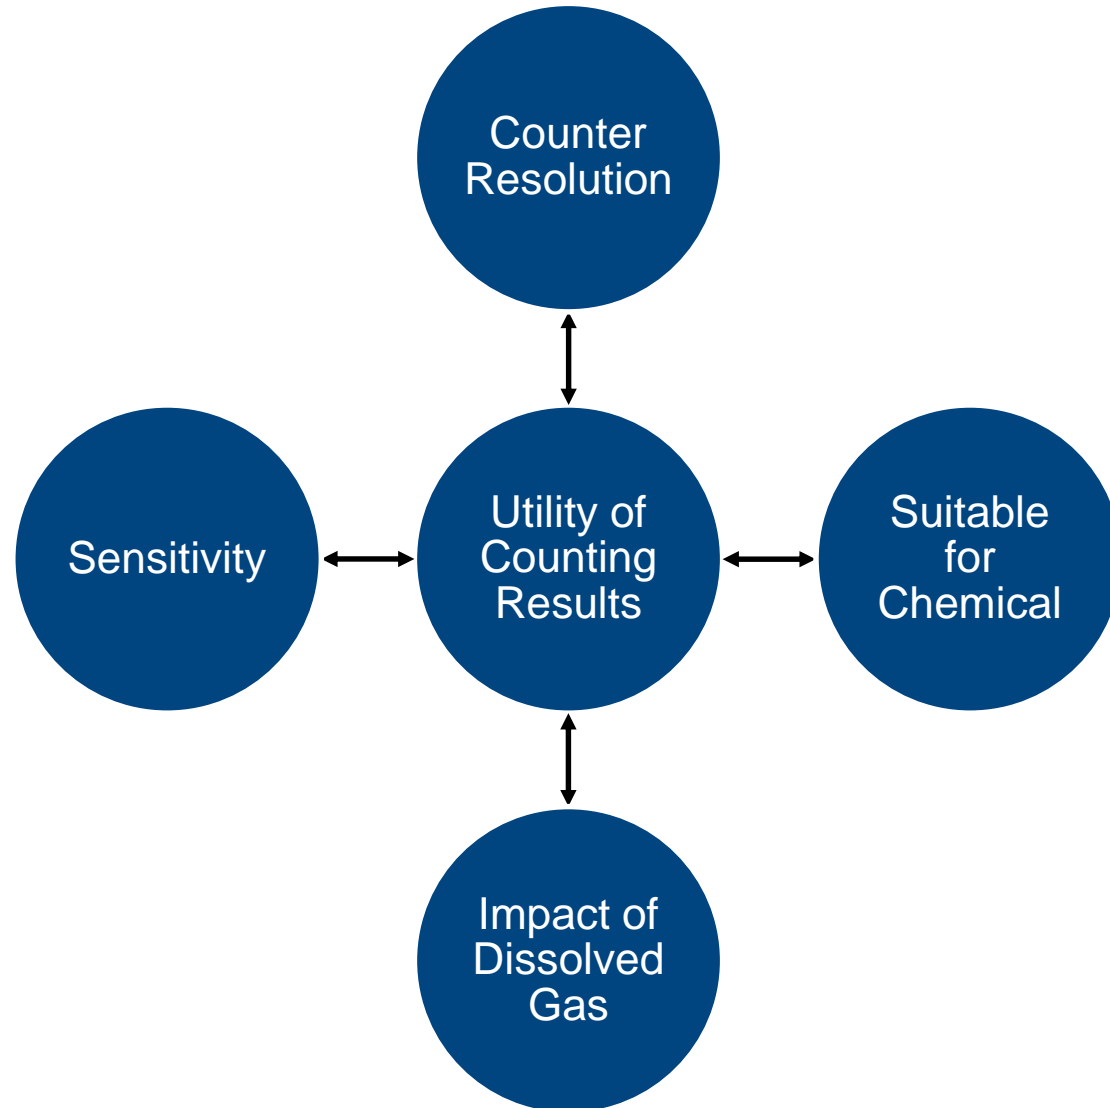 Counter
Resolution
Sensitivity
Utility of
Counting
Results
Suitable
for
Chemical
Impact of
Dissolved
Gas